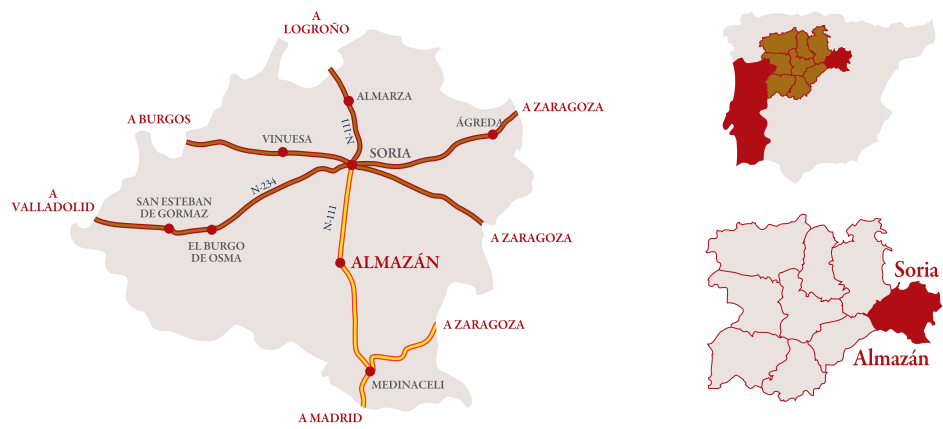 A
LOGROÑO
ALMARZA
A ZARAGOZA
ÁGREDA
A BURGOS
N-111
VINUESA
SORIA
A
VALLADOLID
SAN ESTEBAN
DE GORMAZ
N-234
N-111
EL BURGO
DE OSMA
A ZARAGOZA
ALMAZÁN
A ZARAGOZA
MEDINACELI
A MADRID
Soria
Almazán